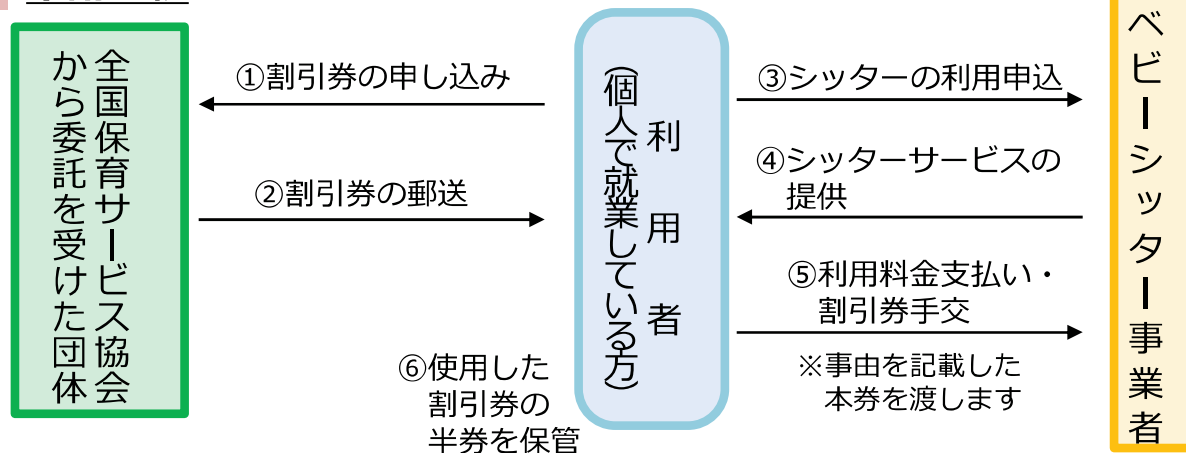 全国保育サービス協会
から委託を受けた団体
①割引券の申し込み
②割引券の郵送
利用者
(個人で就業している方)
③シッターの利用申込
④シッターサービスの
提供
⑤利用料金支払い・
割引券手交
※事由を記載した
本券を渡します
⑥使用した
割引券の
半券を保管
ベビーシッター事業者